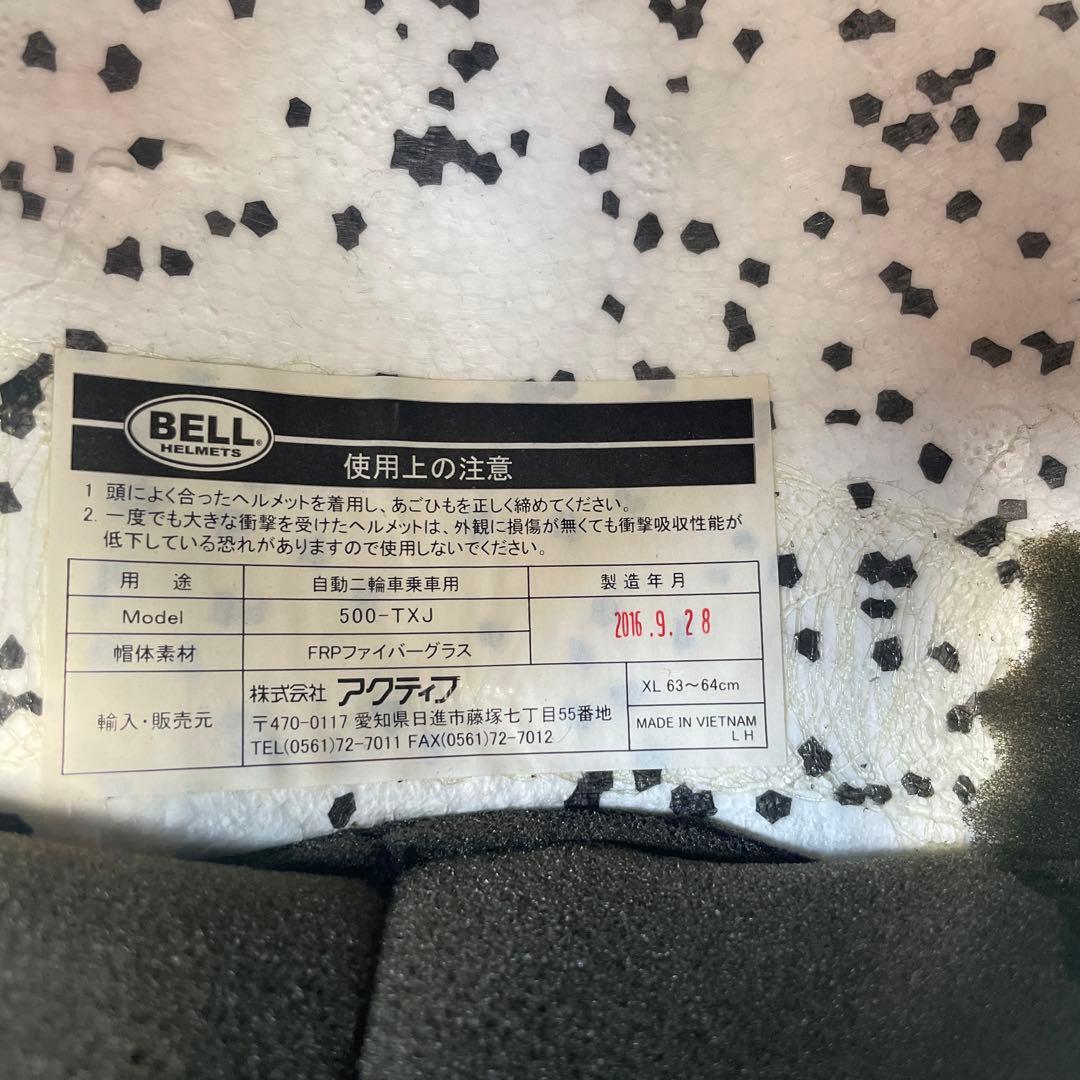 BELL®
HELMETS
使用上の注意
1 頭によく合ったヘルメットを着用し、あごひもを正しく締めてください。
2. 一度でも大きな衝撃を受けたヘルメットは、外観に損傷が無くても衝撃吸収性能が
低下している恐れがありますので使用しないでください。
用 途 自動二輪車乗車用 製造年月
Model 500-TXJ 2016.9.28
帽体素材 FRPファイバーグラス
輸入・販売元 株式会社 アクティブ XL 63～64cm
〒470-0117 愛知県日進市藤塚七丁目55番地 MADE IN VIETNAM
TEL(0561)72-7011 FAX(0561)72-7012 LH